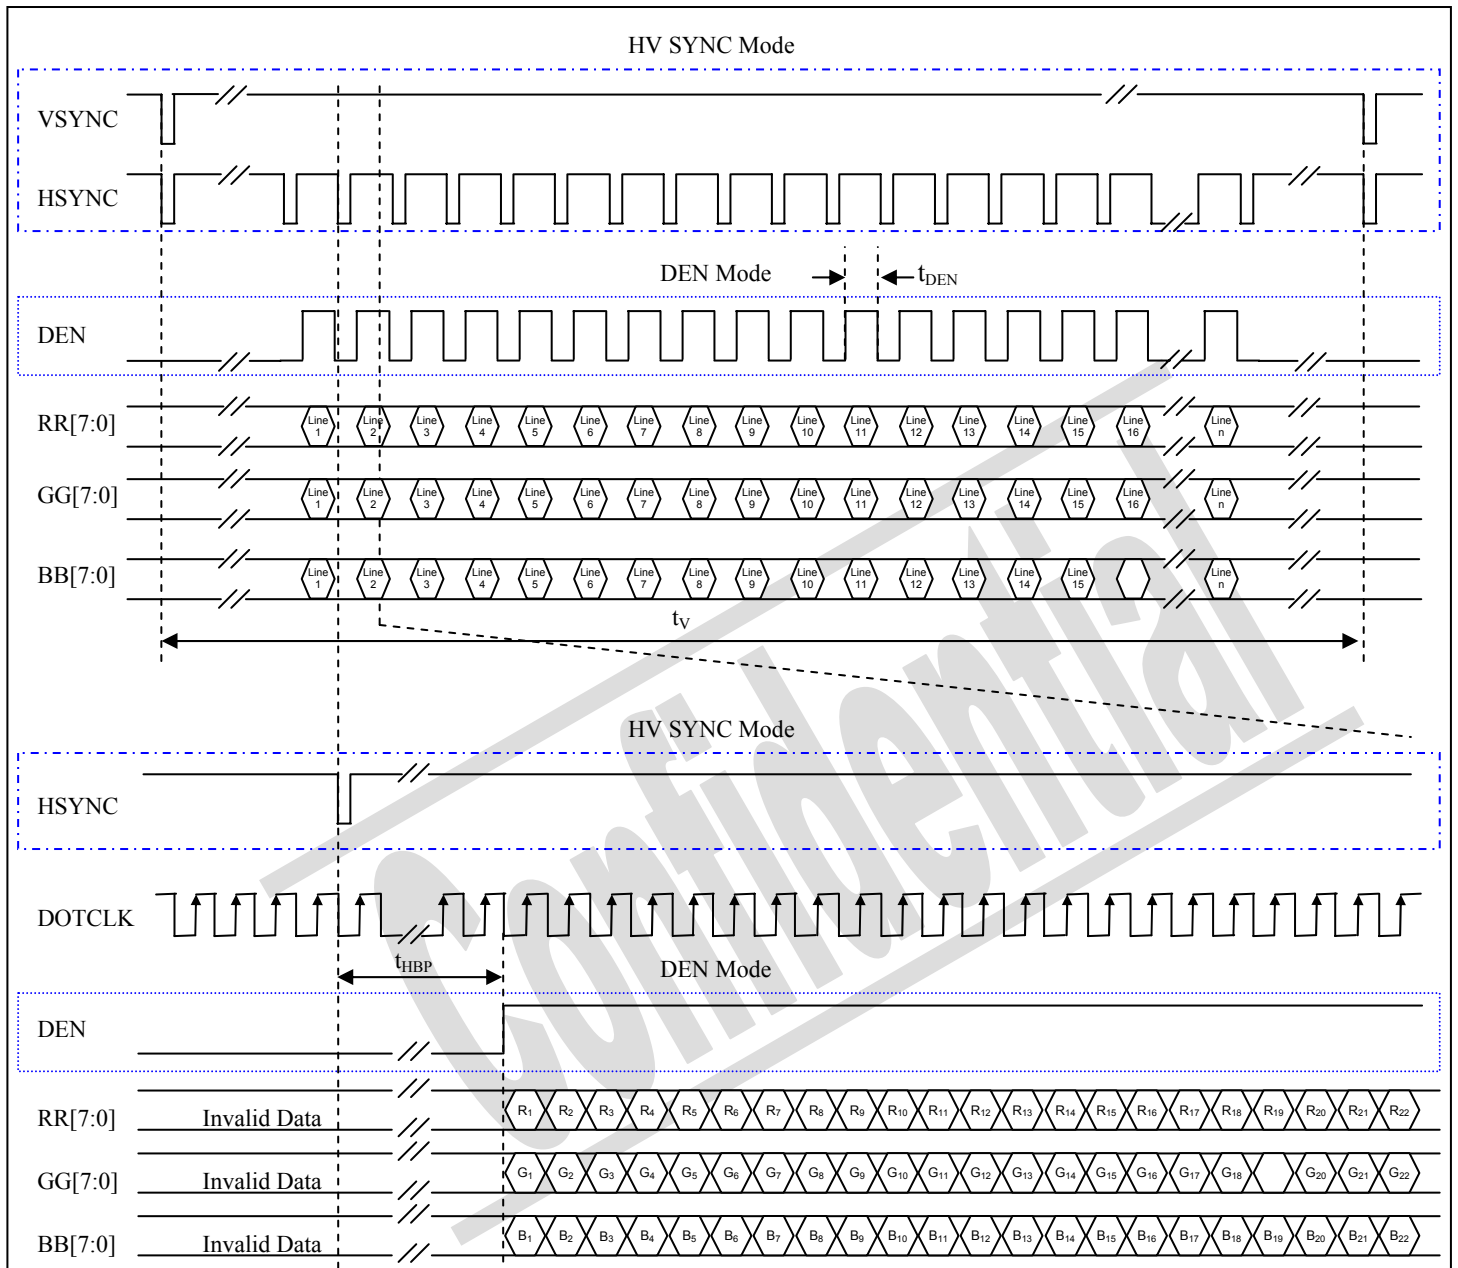 HV SYNC Mode
VSYNC
HSYNC
DEN Mode
tDEN
DEN
RR[7:0] Line 1 Line 2 Line 3 Line 4 Line 5 Line 6 Line 7 Line 8 Line 9 Line 10 Line 11 Line 12 Line 13 Line 14 Line 15 Line 16 Line n
GG[7:0] Line 1 Line 2 Line 3 Line 4 Line 5 Line 6 Line 7 Line 8 Line 9 Line 10 Line 11 Line 12 Line 13 Line 14 Line 15 Line 16 Line n
BB[7:0] Line 1 Line 2 Line 3 Line 4 Line 5 Line 6 Line 7 Line 8 Line 9 Line 10 Line 11 Line 12 Line 13 Line 14 Line 15 Line n
tV
HV SYNC Mode
HSYNC
DOTCLK
tHBP
DEN Mode
DEN
RR[7:0] Invalid Data R1 R2 R3 R4 R5 R6 R7 R8 R9 R10 R11 R12 R13 R14 R15 R16 R17 R18 R19 R20 R21 R22
GG[7:0] Invalid Data G1 G2 G3 G4 G5 G6 G7 G8 G9 G10 G11 G12 G13 G14 G15 G16 G17 G18 G20 G21 G22
BB[7:0] Invalid Data B1 B2 B3 B4 B5 B6 B7 B8 B9 B10 B11 B12 B13 B14 B15 B16 B17 B18 B19 B20 B21 B22
Confidential